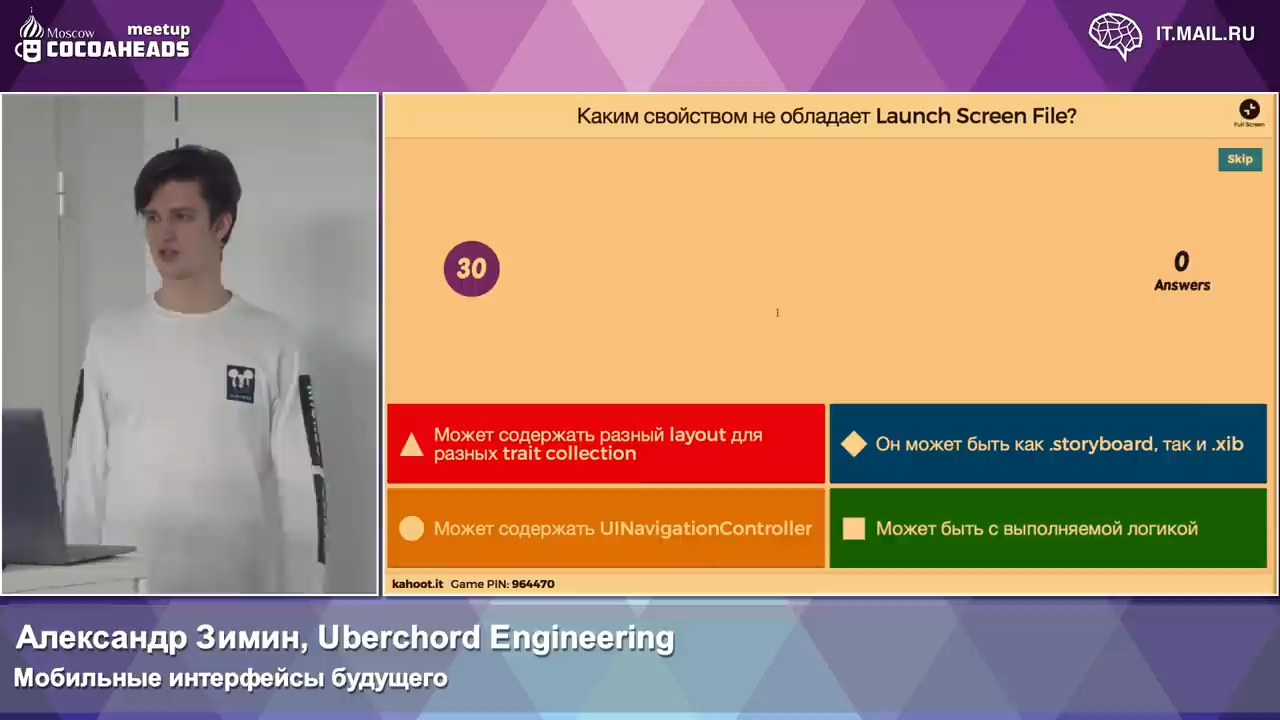 Moscow meetup
COCOAHEADS
IT.MAIL.RU
Каким свойством не обладает Launch Screen File?
Full Screen
Skip
30
0
Answers
Может содержать разный layout для
разных trait collection
Он может быть как .storyboard, так и .xib
Может содержать UINavigationController
Может быть с выполняемой логикой
kahoot.it Game PIN: 964470
Александр Зимин, Uberchord Engineering
Мобильные интерфейсы будущего